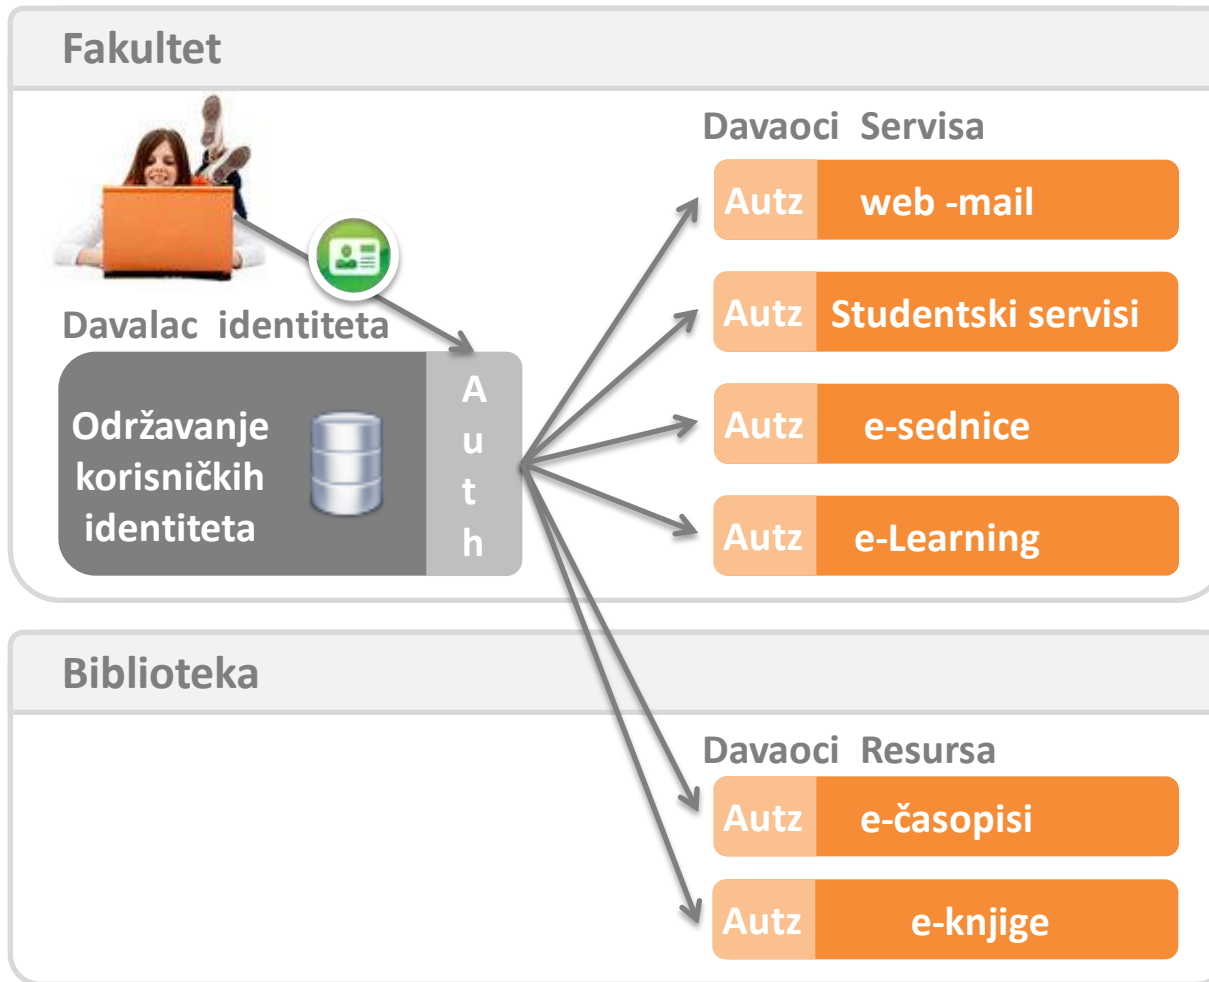 Fakultet
Davaoci Servisa
Autz web -mail
Autz Studentski servisi
Autz e-sednice
Autz e-Learning
Davalac identiteta
Održavanje
korisničkih
identiteta
A
u
t
h
Biblioteka
Davaoci Resursa
Autz e-časopisi
Autz e-knjige